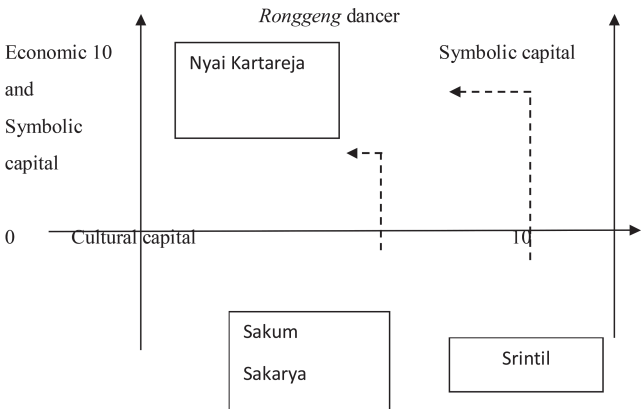 Ronggeng dancer
Economic 10
and
Symbolic
capital
Nyai Kartareja
Symbolic capital
0 Cultural capital 10
Sakum
Sakarya
Srintil